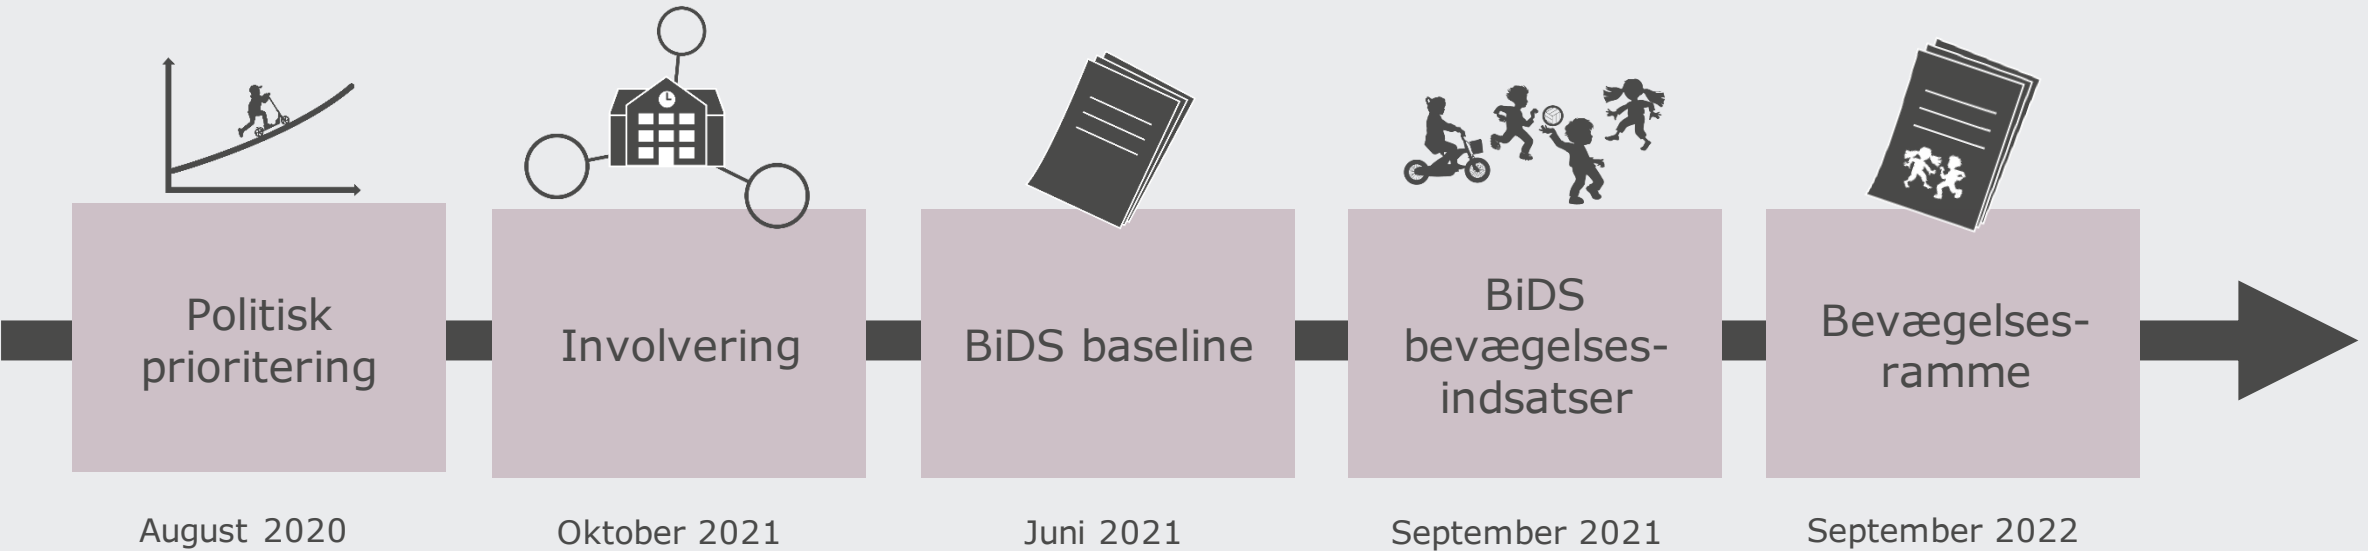 Politisk
prioritering
Involvering
BiDS baseline
BiDS
bevægelses-
indsatser
Bevægelses-
ramme
August 2020
Oktober 2021
Juni 2021
September 2021
September 2022